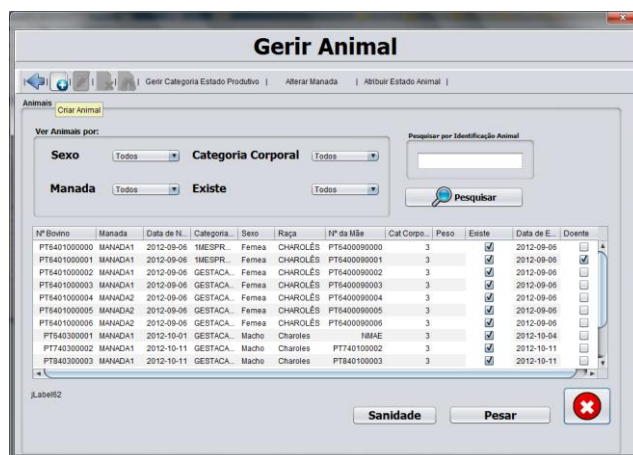 Gerir Animal
Gerir Categoria Estado Produtivo | Alterar Manada | Atribuir Estado Animal |
Animais
Criar Animal
Ver Animais por:
Pesquisar por Identificação Animal
Sexo Todos Categoria Corporal Todos
Manada Todos Existe Todos
Pesquisar
Nº Bovino Manada Data de N... Categoria... Sexo Raça Nº da Mãe Cat Corpo... Peso Existe Data de E... Doente
PT6401000000 MANADA1 2012-09-06 1MESPR... Femea CHAROLÊS PT6400090000 3 2012-09-06
PT6401000001 MANADA1 2012-09-06 1MESPR... Femea CHAROLÊS PT6400090001 3 2012-09-06
PT6401000002 MANADA1 2012-09-06 GESTACA... Femea CHAROLÊS PT6400090002 3 2012-09-06
PT6401000003 MANADA1 2012-09-06 GESTACA... Femea CHAROLÊS PT6400090003 3 2012-09-06
PT6401000004 MANADA2 2012-09-06 GESTACA... Femea CHAROLÊS PT6400090004 3 2012-09-06
PT6401000005 MANADA2 2012-09-06 GESTACA... Femea CHAROLÊS PT6400090005 3 2012-09-06
PT6401000006 MANADA2 2012-09-06 GESTACA... Femea CHAROLÊS PT6400090006 3 2012-09-06
PT640300001 MANADA1 2012-10-01 GESTACA... Macho Charoles NMAE 3 2012-10-04
PT740300002 MANADA1 2012-10-11 GESTACA... Macho Charoles PT740100002 3 2012-10-11
PT840300003 MANADA1 2012-10-11 GESTACA... Macho Charoles PT840100003 3 2012-10-11
jLabel62
Sanidade Pesar